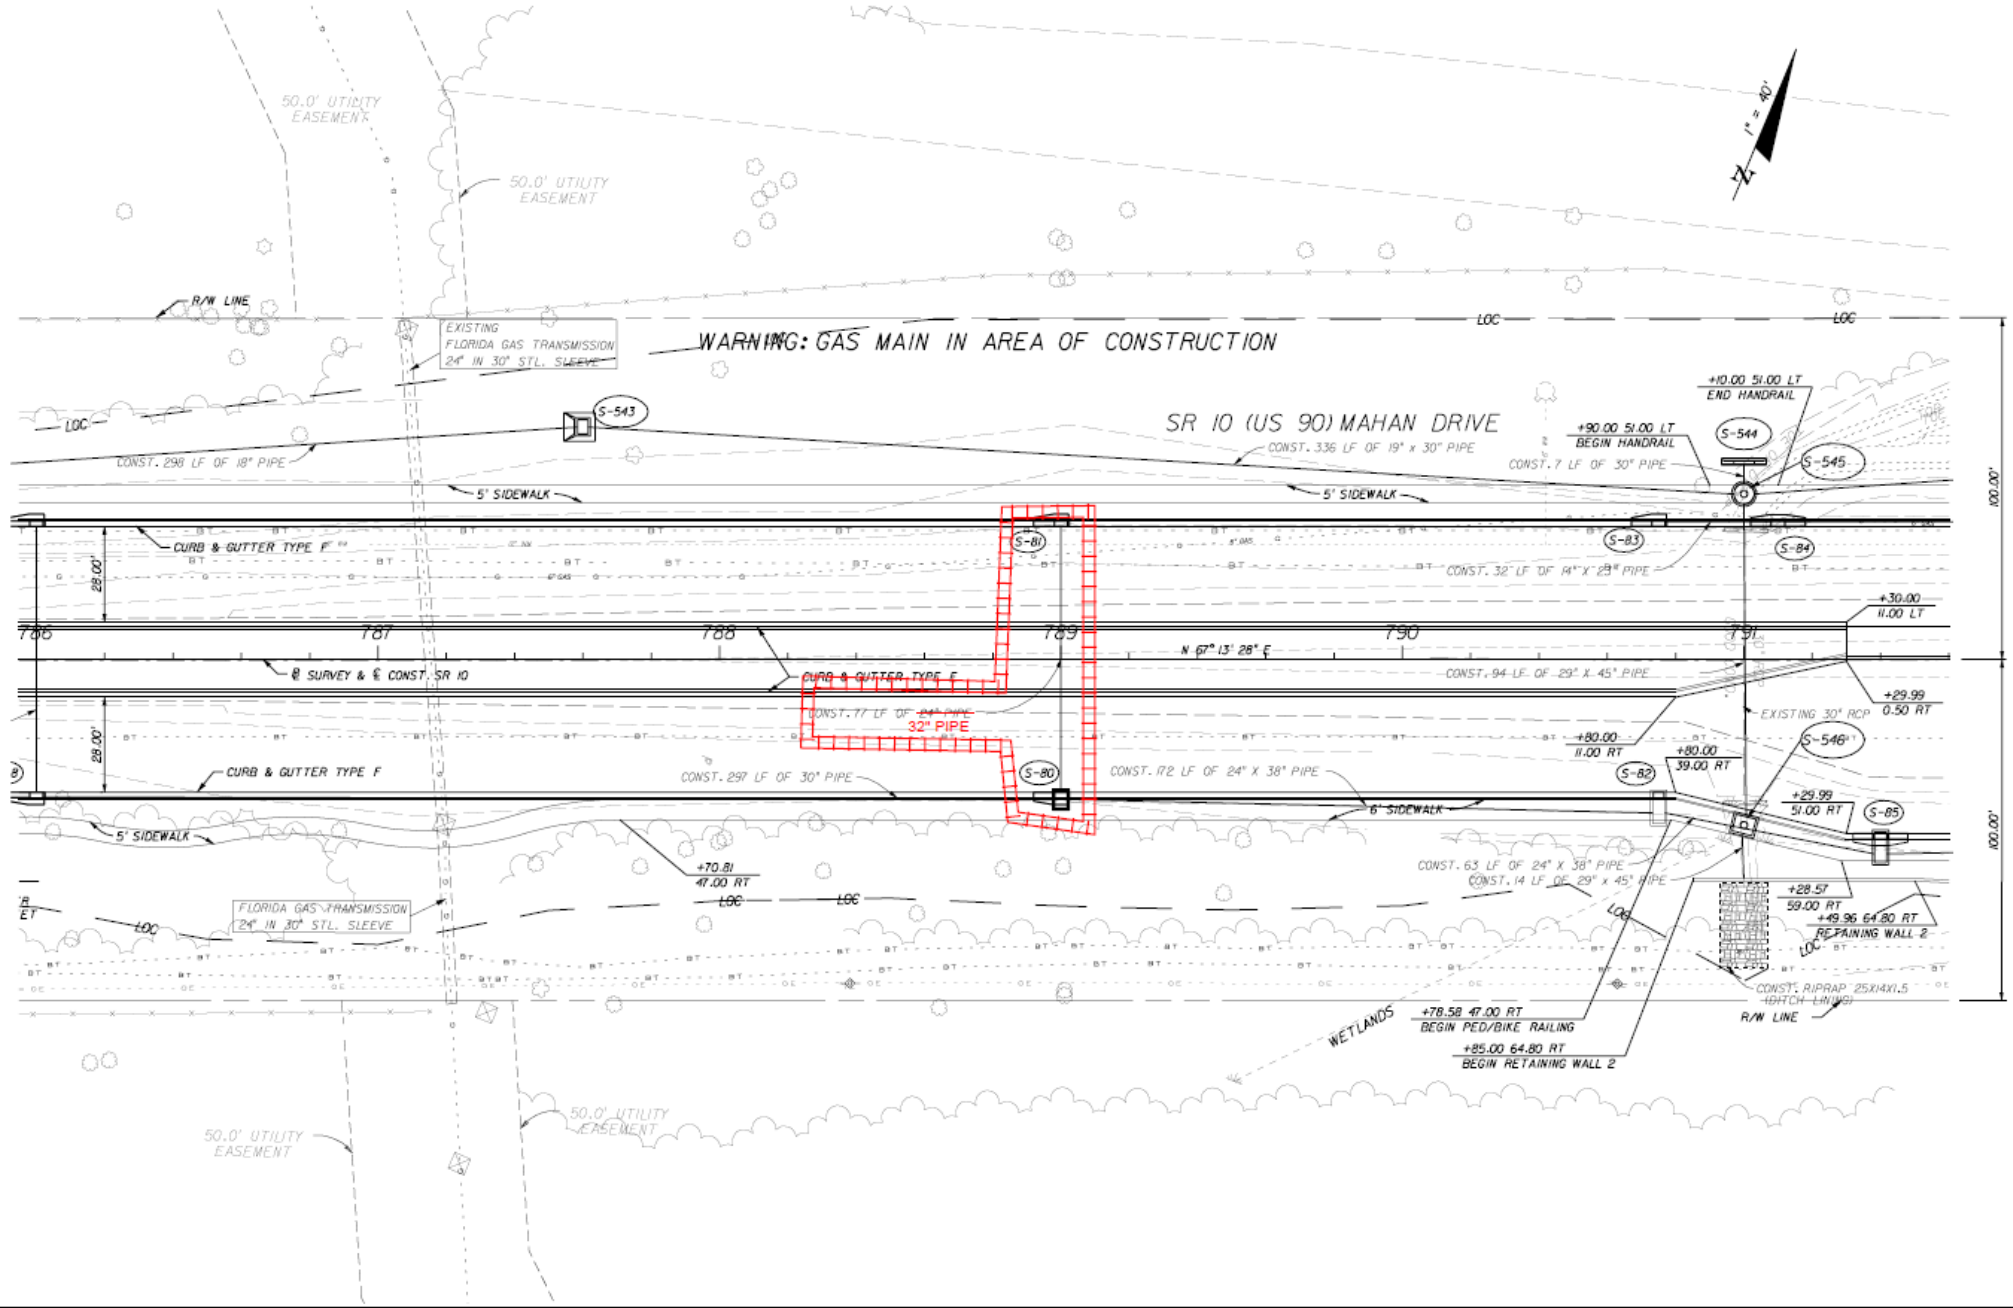 50.0' UTILITY
EASEMENT
50.0' UTILITY
EASEMENT
1" = 40'
N
R/W LINE
EXISTING
FLORIDA GAS TRANSMISSION
24" IN 30" STL. SLEEVE
WARNING: GAS MAIN IN AREA OF CONSTRUCTION
LOC
LOC
LOC
+10.00 51.00 LT
END HANDRAIL
S-543
SR 10 (US 90) MAHAN DRIVE
+90.00 51.00 LT
BEGIN HANDRAIL
S-544
CONST. 298 LF OF 18" PIPE
CONST. 336 LF OF 19" X 30" PIPE
CONST. 7 LF OF 30" PIPE
S-545
5' SIDEWALK
5' SIDEWALK
100.00'
CURB & GUTTER TYPE F
S-81
S-83
S-84
28.00'
CONST. 32 LF OF 14" X 23" PIPE
+30.00
11.00 LT
786
787
788
789
790
791
N 67° 13' 28" E
℄ SURVEY & ℄ CONST. SR 10
CURB & GUTTER TYPE F
CONST. 94 LF OF 29" X 45" PIPE
+29.99
0.50 RT
CONST. 77 LF OF 24" PIPE
32" PIPE
EXISTING 30" RCP
28.00'
+80.00
11.00 RT
S-546
+80.00
39.00 RT
CURB & GUTTER TYPE F
CONST. 297 LF OF 30" PIPE
S-80
CONST. 172 LF OF 24" X 38" PIPE
S-82
+29.99
51.00 RT
S-85
5' SIDEWALK
6' SIDEWALK
+70.81
47.00 RT
CONST. 63 LF OF 24" X 38" PIPE
CONST. 14 LF OF 29" X 45" PIPE
+28.57
59.00 RT
LOC
LOC
LOC
LOC
FLORIDA GAS TRANSMISSION
24" IN 30" STL. SLEEVE
+49.96 64.80 RT
RETAINING WALL 2
LOC
100.00'
CONST. RIPRAP 25X14X1.5
(DITCH LINING)
R/W LINE
WETLANDS
+78.58 47.00 RT
BEGIN PED/BIKE RAILING
+85.00 64.80 RT
BEGIN RETAINING WALL 2
50.0' UTILITY
EASEMENT
50.0' UTILITY
EASEMENT